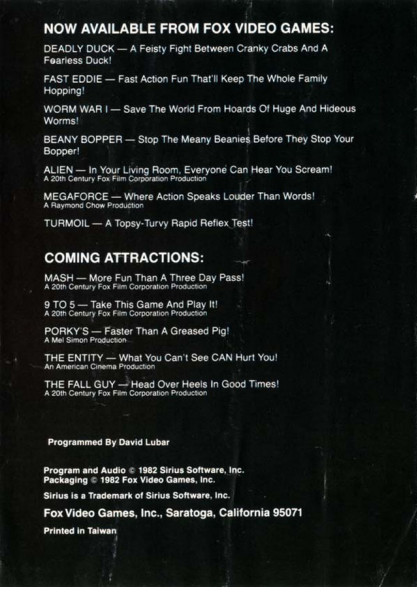 NOW AVAILABLE FROM FOX VIDEO GAMES:
DEADLY DUCK — A Feisty Fight Between Cranky Crabs And A
Fearless Duck!
FAST EDDIE — Fast Action Fun That'll Keep The Whole Family
Hopping!
WORM WAR I — Save The World From Hoards Of Huge And Hideous
Worms!
BEANY BOPPER — Stop The Meany Beanies Before They Stop Your
Bopper!
ALIEN — In Your Living Room, Everyone Can Hear You Scream!
A 20th Century Fox Film Corporation Production
MEGAFORCE — Where Action Speaks Louder Than Words!
A Raymond Chow Production
TURMOIL — A Topsy-Turvy Rapid Reflex Test!
COMING ATTRACTIONS:
MASH — More Fun Than A Three Day Pass!
A 20th Century Fox Film Corporation Production
9 TO 5 — Take This Game And Play It!
A 20th Century Fox Film Corporation Production
PORKY'S — Faster Than A Greased Pig!
A Mel Simon Production
THE ENTITY — What You Can't See CAN Hurt You!
An American Cinema Production
THE FALL GUY — Head Over Heels In Good Times!
A 20th Century Fox Film Corporation Production
Programmed By David Lubar
Program and Audio © 1982 Sirius Software, Inc.
Packaging © 1982 Fox Video Games, Inc.
Sirius is a Trademark of Sirius Software, Inc.
Fox Video Games, Inc., Saratoga, California 95071
Printed in Taiwan